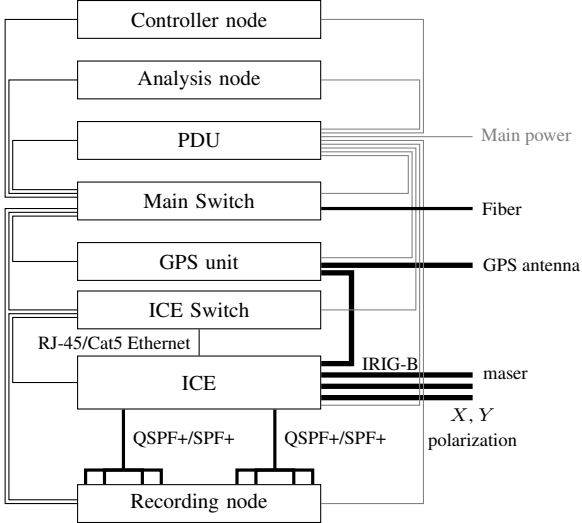 Controller node
Analysis node
PDU
Main power
Main Switch
Fiber
GPS unit
GPS antenna
ICE Switch
RJ-45/Cat5 Ethernet
IRIG-B
ICE
maser
X, Y
QSPF+/SPF+
QSPF+/SPF+
polarization
Recording node